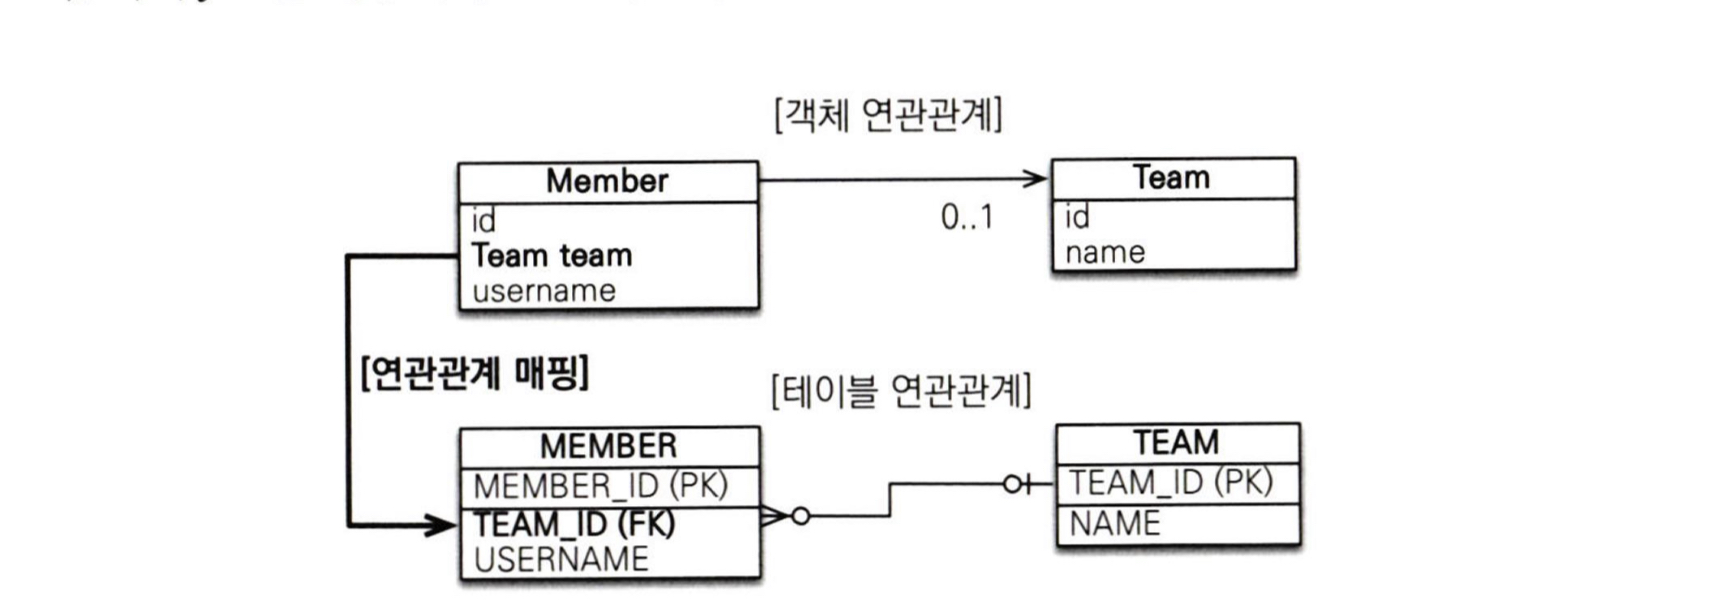 [객체 연관관계]
Member
id
Team team
username
0..1
Team
id
name
[연관관계 매핑]
[테이블 연관관계]
MEMBER
MEMBER_ID (PK)
TEAM_ID (FK)
USERNAME
TEAM
TEAM_ID (PK)
NAME